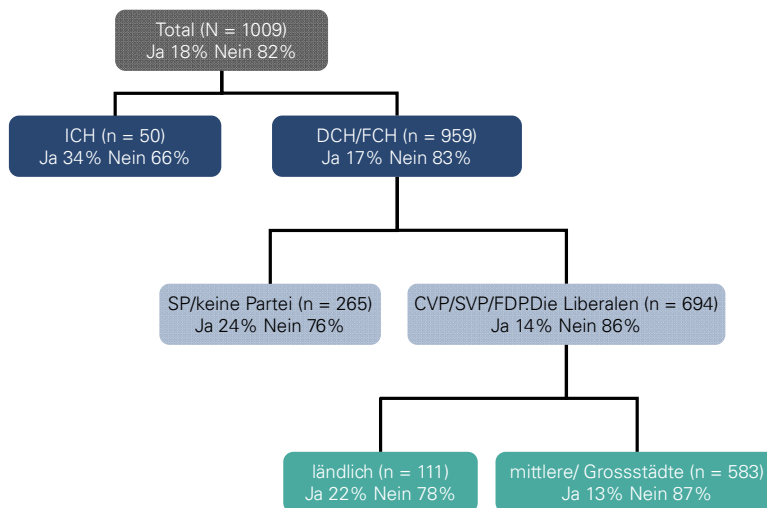 Total (N = 1009)
Ja 18% Nein 82%
ICH (n = 50)
Ja 34% Nein 66%
DCH/FCH (n = 959)
Ja 17% Nein 83%
SP/keine Partei (n = 265)
Ja 24% Nein 76%
CVP/SVP/FDP.Die Liberalen (n = 694)
Ja 14% Nein 86%
ländlich (n = 111)
Ja 22% Nein 78%
mittlere/ Grossstädte (n = 583)
Ja 13% Nein 87%